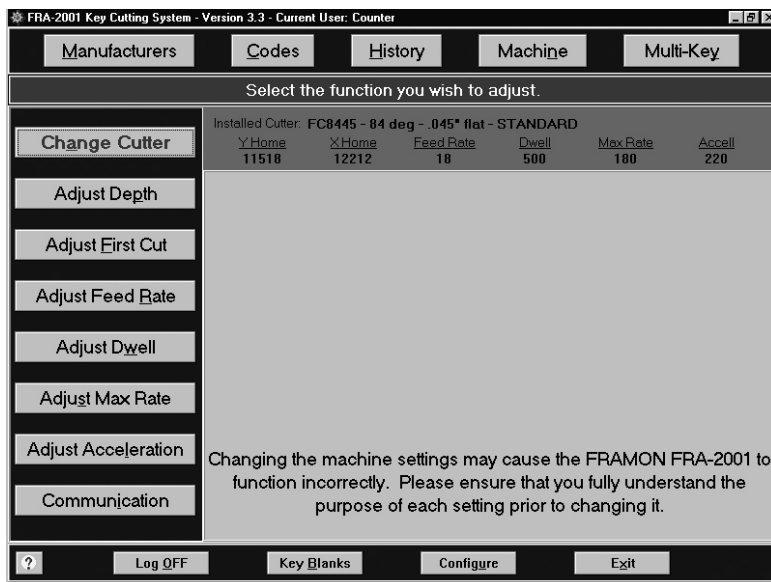 FRA-2001 Key Cutting System - Version 3.3 - Current User: Counter
Manufacturers Codes History Machine Multi-Key
Select the function you wish to adjust.
Installed Cutter: FC8445 - 84 deg - .045" flat - STANDARD
Y Home X Home Feed Rate Dwell Max Rate Accell
11518 12212 18 500 180 220
Change Cutter
Adjust Depth
Adjust First Cut
Adjust Feed Rate
Adjust Dwell
Adjust Max Rate
Adjust Acceleration
Communication
Changing the machine settings may cause the FRAMON FRA-2001 to
function incorrectly. Please ensure that you fully understand the
purpose of each setting prior to changing it.
? Log OFF Key Blanks Configure Exit